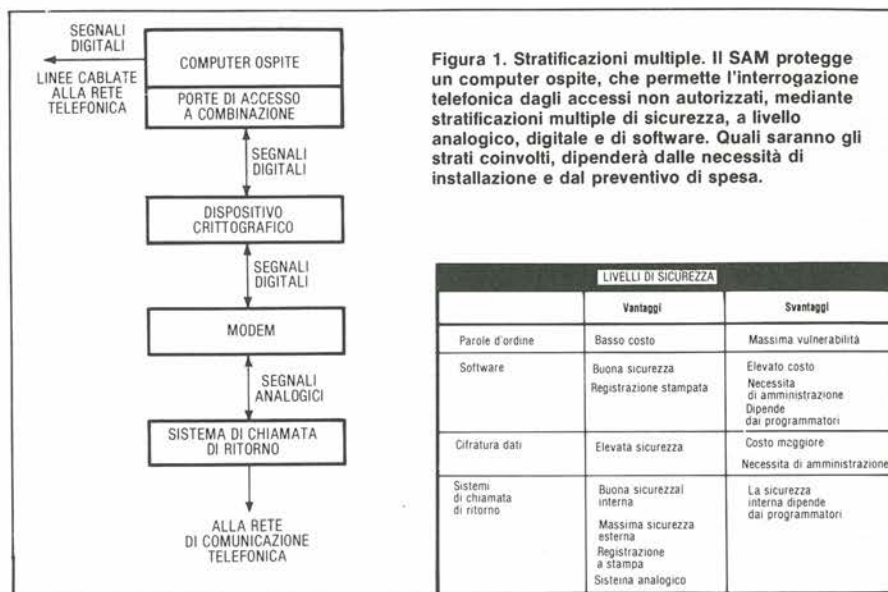 SEGNALI
DIGITALI
LINEE CABLATE
ALLA RETE
TELEFONICA
COMPUTER OSPITE
PORTE DI ACCESSO
A COMBINAZIONE
SEGNALI
DIGITALI
DISPOSITIVO
CRITTOGRAFICO
SEGNALI
DIGITALI
MODEM
SEGNALI
ANALOGICI
SISTEMA DI CHIAMATA
DI RITORNO
ALLA RETE
DI COMUNICAZIONE
TELEFONICA
Figura 1. Stratificazioni multiple. Il SAM protegge
un computer ospite, che permette l'interrogazione
telefonica dagli accessi non autorizzati, mediante
stratificazioni multiple di sicurezza, a livello
analogico, digitale e di software. Quali saranno gli
strati coinvolti, dipenderà dalle necessità di
installazione e dal preventivo di spesa.
LIVELLI DI SICUREZZA
Vantaggi Svantaggi
Parole d'ordine Basso costo Massima vulnerabilità
Software Buona sicurezza Elevato costo
Registrazione stampata Necessita
di amministrazione
Dipende
dai programmatori
Cifratura dati Elevata sicurezza Costo maggiore
Necessita di amministrazione
Sistemi
di chiamata
di ritorno
Buona sicurezzal
interna
Massima sicurezza
esterna
Registrazione
a stampa
Sistema analogico
La sicurezza
interna dipende
dai programmatori